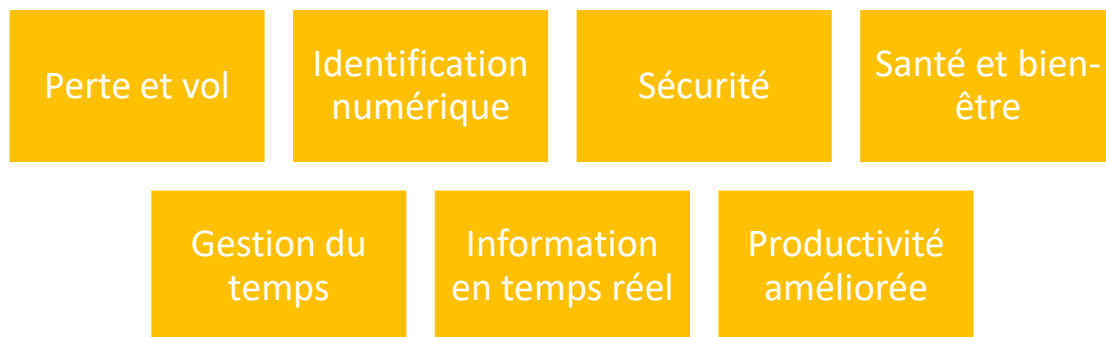 Perte et vol
Identification
numérique
Sécurité
Santé et bien-
être
Gestion du
temps
Information
en temps réel
Productivité
améliorée